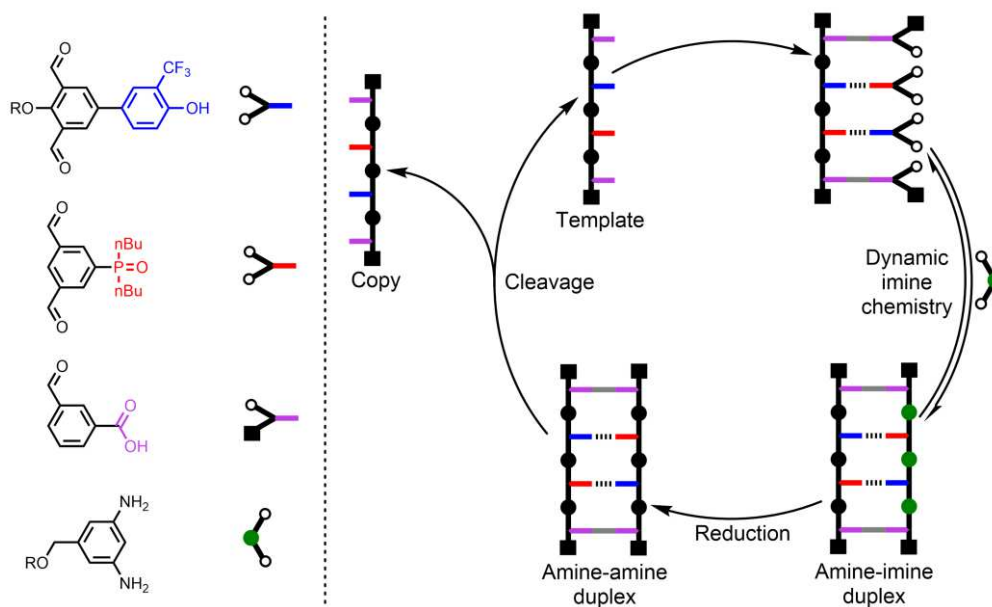 O
CF₃
RO
OH
O
O
nBu
P=O
nBu
O
O
O
OH
NH₂
RO
NH₂
Copy
Template
Cleavage
Dynamic
imine
chemistry
Reduction
Amine-amine
duplex
Amine-imine
duplex